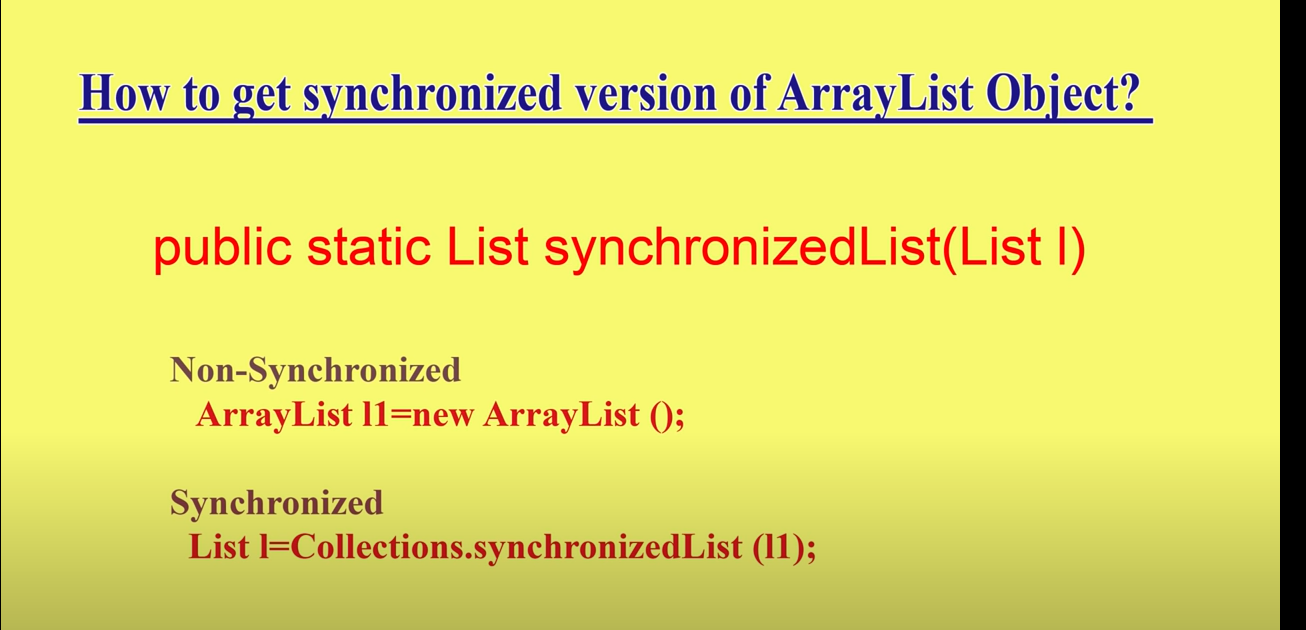 How to get synchronized version of ArrayList Object?
public static List synchronizedList(List l)
Non-Synchronized
ArrayList l1=new ArrayList ();
Synchronized
List l=Collections.synchronizedList (l1);